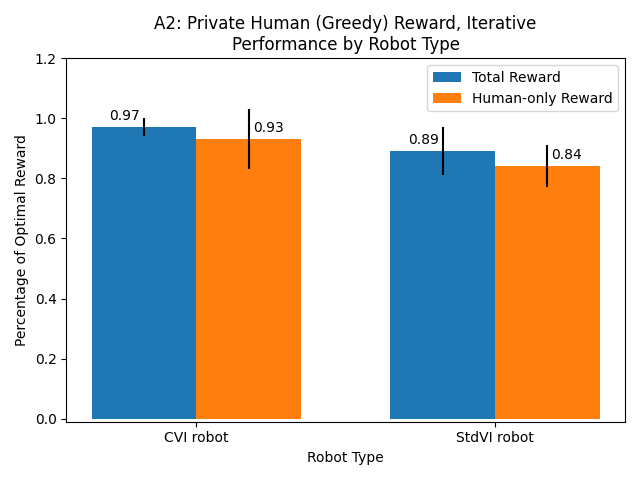 A2: Private Human (Greedy) Reward, Iterative
Performance by Robot Type
Total Reward
Human-only Reward
Percentage of Optimal Reward
1.2
1.0
0.8
0.6
0.4
0.2
0.0
0.97
0.93
0.89
0.84
CVI robot
StdVI robot
Robot Type